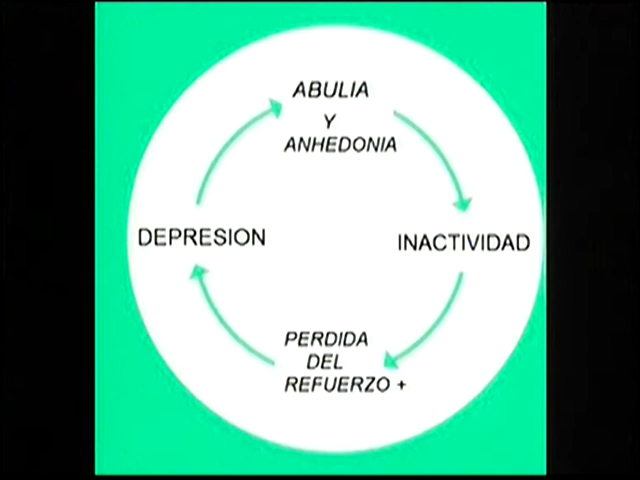 ABULIA
Y
ANHEDONIA
DEPRESION
INACTIVIDAD
PERDIDA
DEL
REFUERZO +